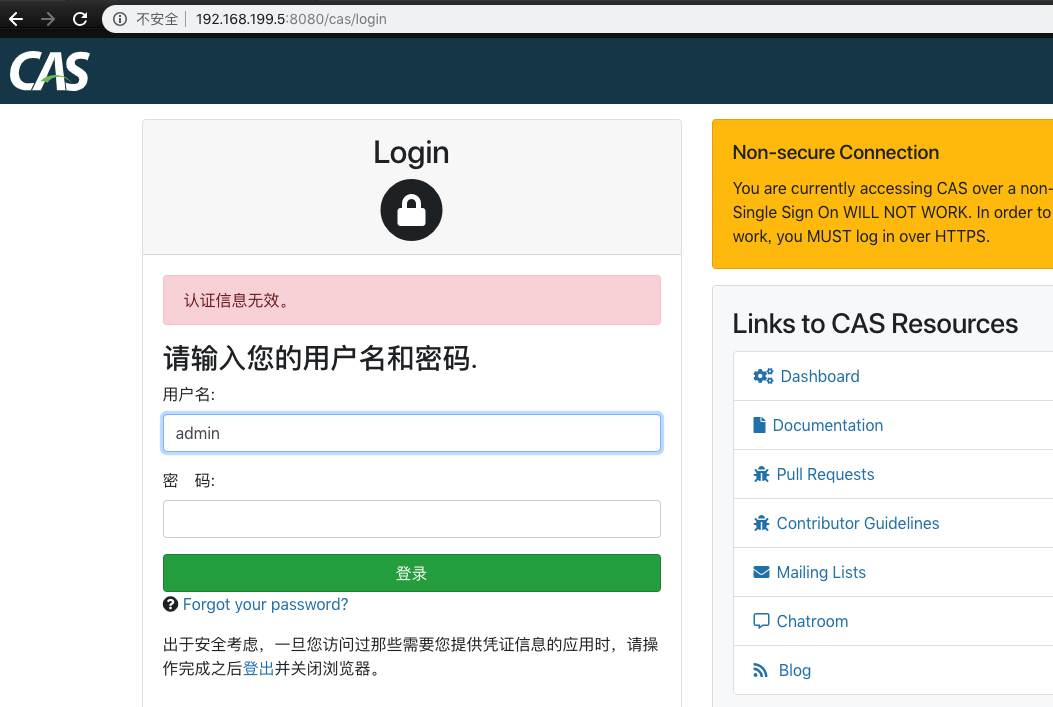 不安全 192.168.199.5:8080/cas/login
CAS
Login
认证信息无效。
请输入您的用户名和密码.
用户名:
admin
密 码:
登录
Forgot your password?
出于安全考虑，一旦您访问过那些需要您提供凭证信息的应用时，请操
作完成之后登出并关闭浏览器。
Non-secure Connection
You are currently accessing CAS over a non-
Single Sign On WILL NOT WORK. In order to
work, you MUST log in over HTTPS.
Links to CAS Resources
Dashboard
Documentation
Pull Requests
Contributor Guidelines
Mailing Lists
Chatroom
Blog